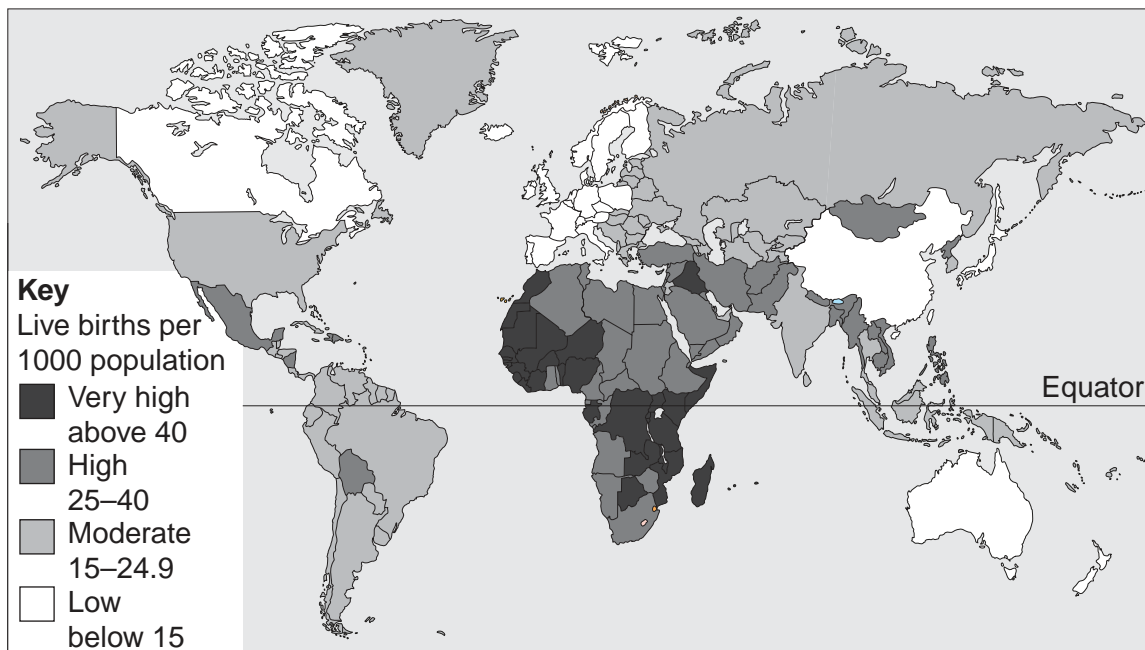 Equator
Key
Live births per
1000 population
Very high
above 40
High
25–40
Moderate
15–24.9
Low
below 15